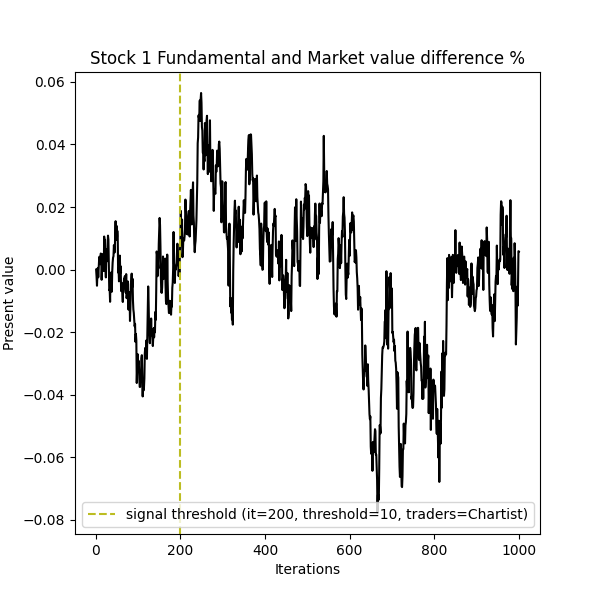 Stock 1 Fundamental and Market value difference %
Present value
0.06
0.04
0.02
0.00
−0.02
−0.04
−0.06
−0.08
signal threshold (it=200, threshold=10, traders=Chartist)
0 200 400 600 800 1000
Iterations